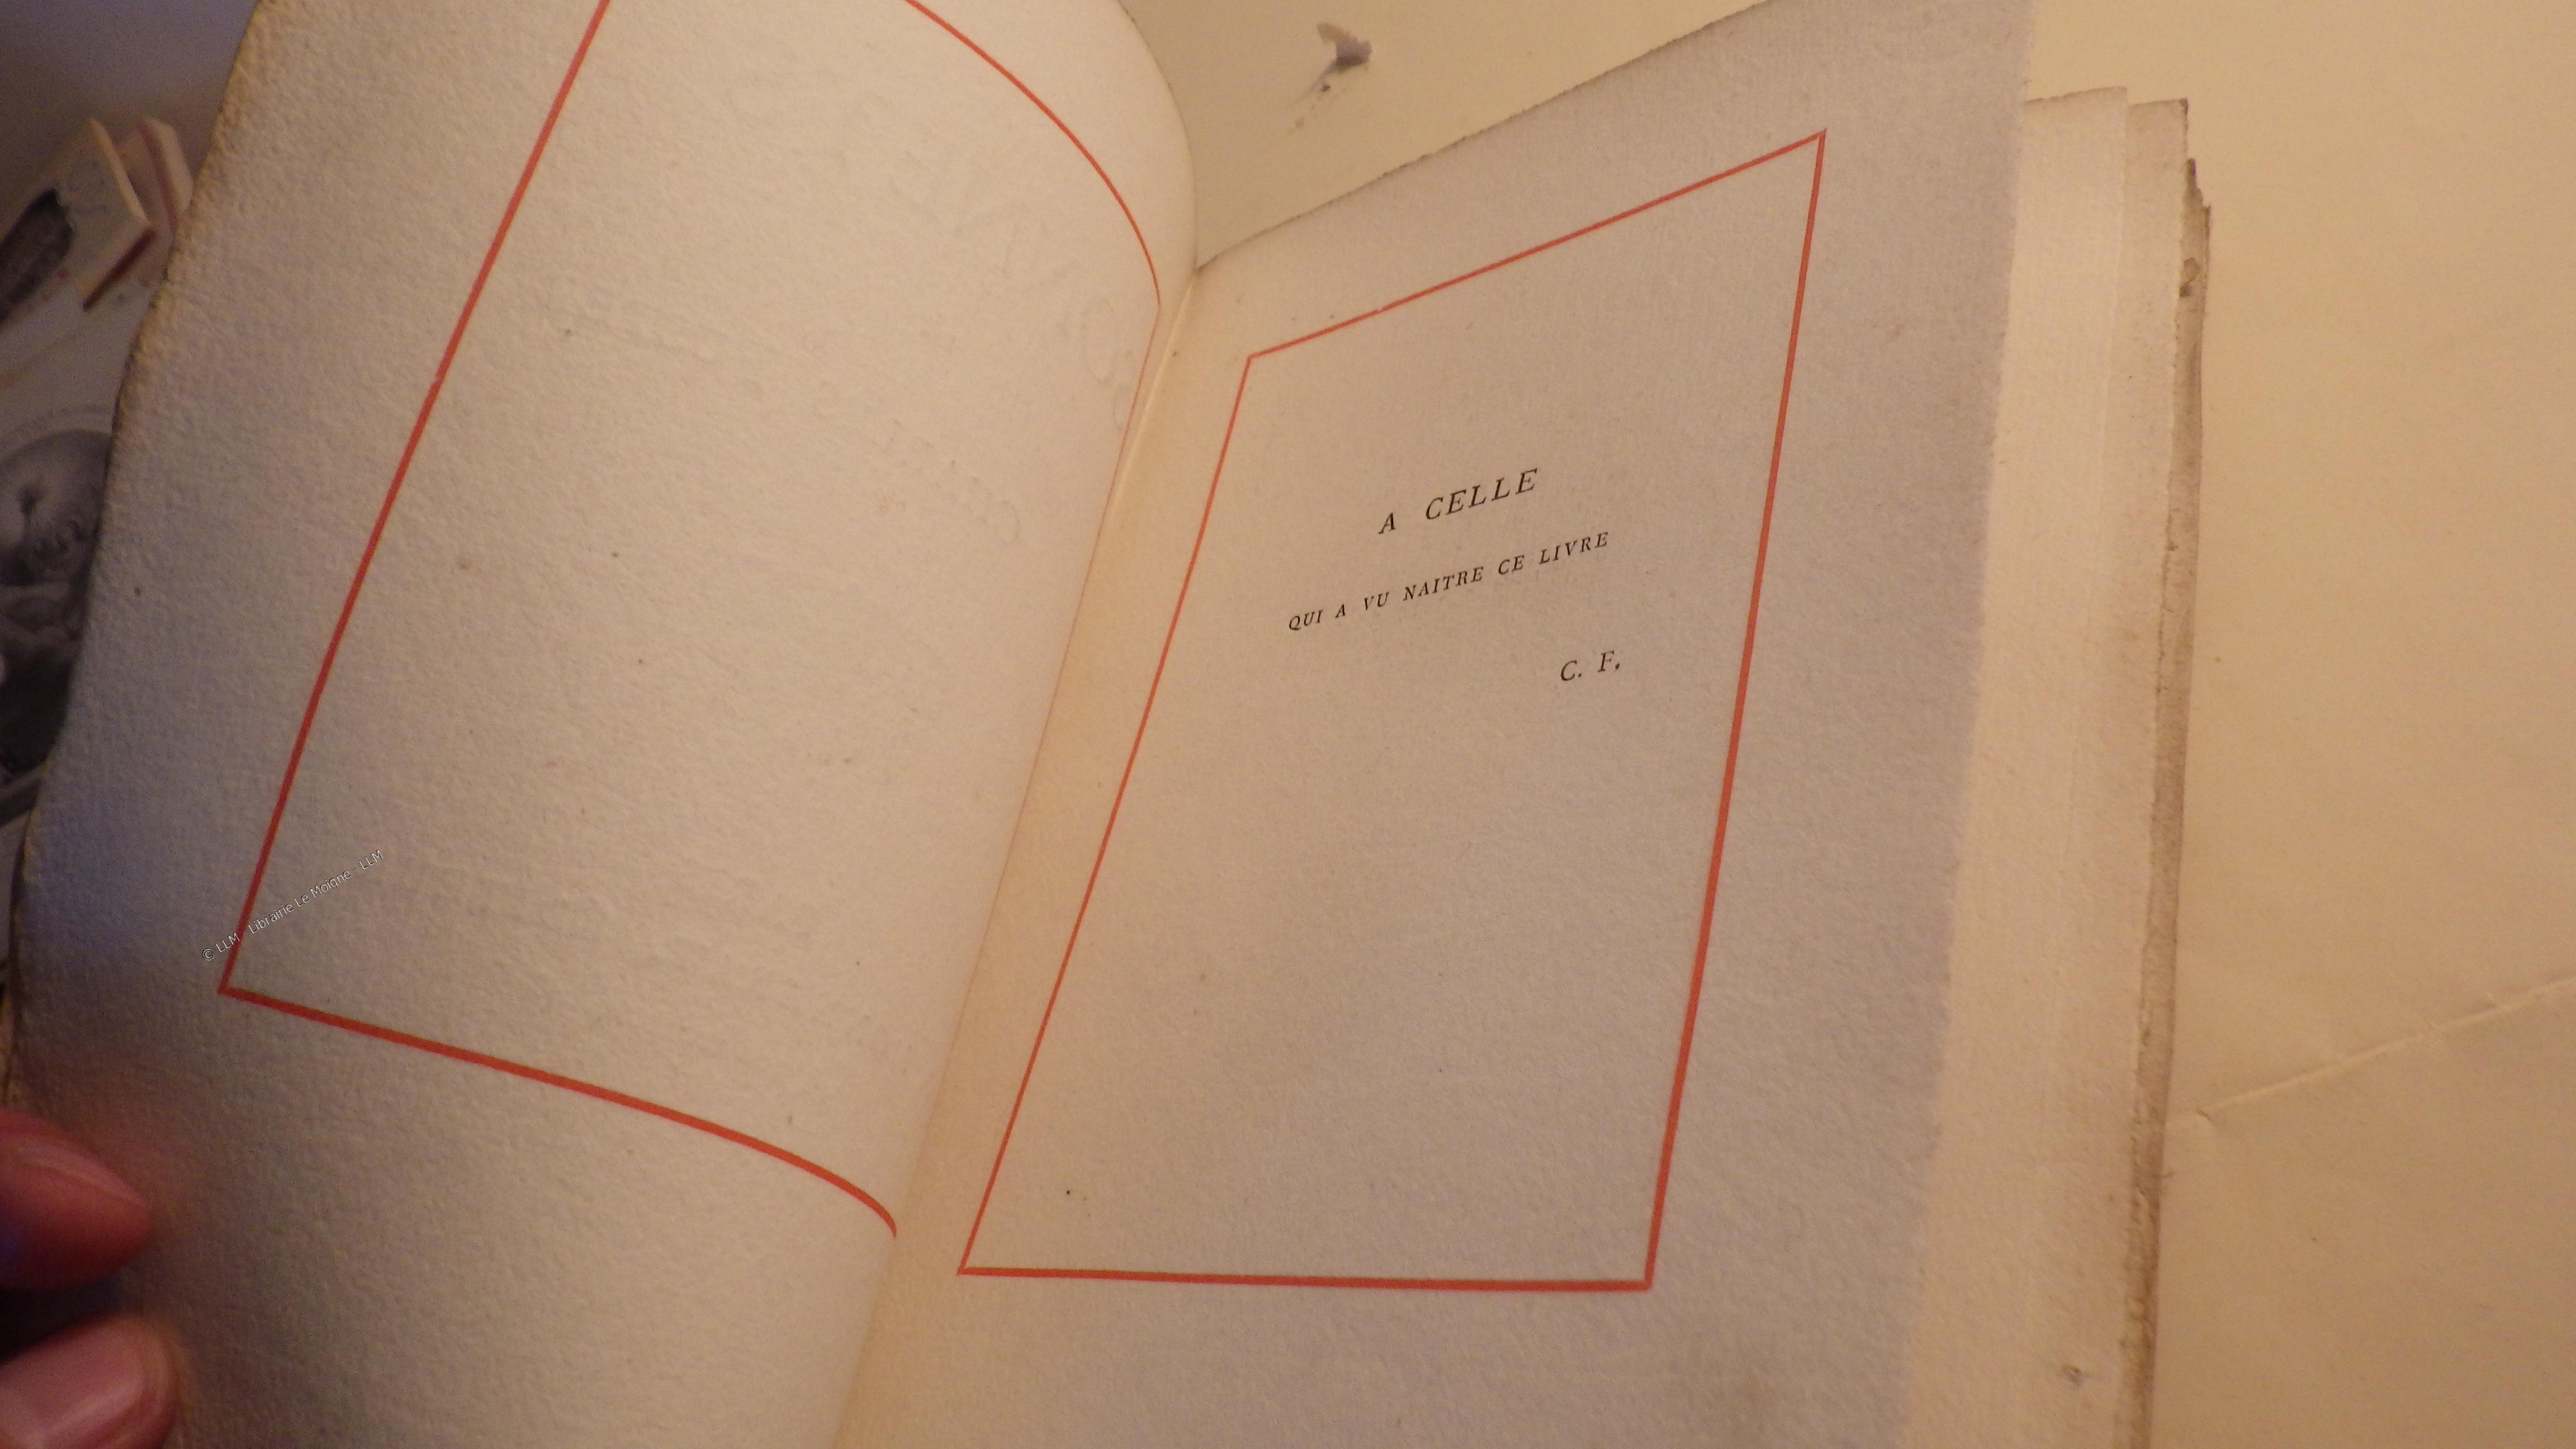 A CELLE
QUI A VU NAITRE CE LIVRE
C. F.
© LLM - Librairie Le Moigne - LLM